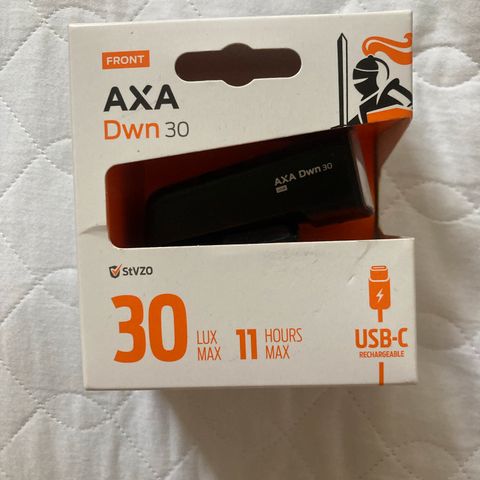 FRONT
AXA
Dwn 30
AXA Dwn 30
StVZO
30 LUX MAX
11 HOURS MAX
USB-C
RECHARGEABLE